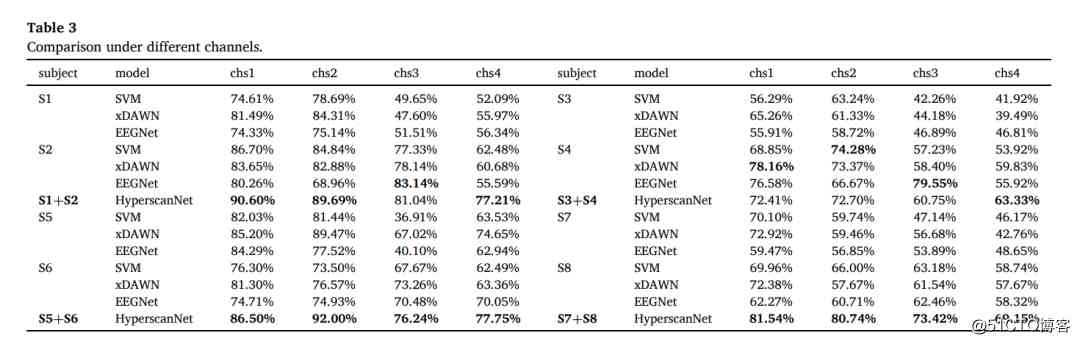 Table 3
Comparison under different channels.
subject model chs1 chs2 chs3 chs4 subject model chs1 chs2 chs3 chs4
S1 SVM 74.61% 78.69% 49.65% 52.09% S3 SVM 56.29% 63.24% 42.26% 41.92%
xDAWN 81.49% 84.31% 47.60% 55.97% xDAWN 65.26% 61.33% 44.18% 39.49%
EEGNet 74.33% 75.14% 51.51% 56.34% EEGNet 55.91% 58.72% 46.89% 46.81%
S2 SVM 86.70% 84.84% 77.33% 62.48% S4 SVM 68.85% 74.28% 57.23% 53.92%
xDAWN 83.65% 82.88% 78.14% 60.68% xDAWN 78.16% 73.37% 58.40% 59.83%
EEGNet 80.26% 68.96% 83.14% 55.59% EEGNet 76.58% 66.67% 79.55% 55.92%
S1+S2 HyperscanNet 90.60% 89.69% 81.04% 77.21% S3+S4 HyperscanNet 72.41% 72.70% 60.75% 63.33%
S5 SVM 82.03% 81.44% 36.91% 63.53% S7 SVM 70.10% 59.74% 47.14% 46.17%
xDAWN 85.20% 89.47% 67.02% 74.65% xDAWN 72.92% 59.46% 56.68% 42.76%
EEGNet 84.29% 77.52% 40.10% 62.94% EEGNet 59.47% 56.85% 53.89% 48.65%
S6 SVM 76.30% 73.50% 67.67% 62.49% S8 SVM 69.96% 66.00% 63.18% 58.74%
xDAWN 81.30% 76.57% 73.26% 63.36% xDAWN 72.38% 57.67% 61.54% 57.67%
EEGNet 74.71% 74.93% 70.48% 70.05% EEGNet 62.27% 60.71% 62.46% 58.32%
S5+S6 HyperscanNet 86.50% 92.00% 76.24% 77.75% S7+S8 HyperscanNet 81.54% 80.74% 73.42% 69.15%
@51CTO博客